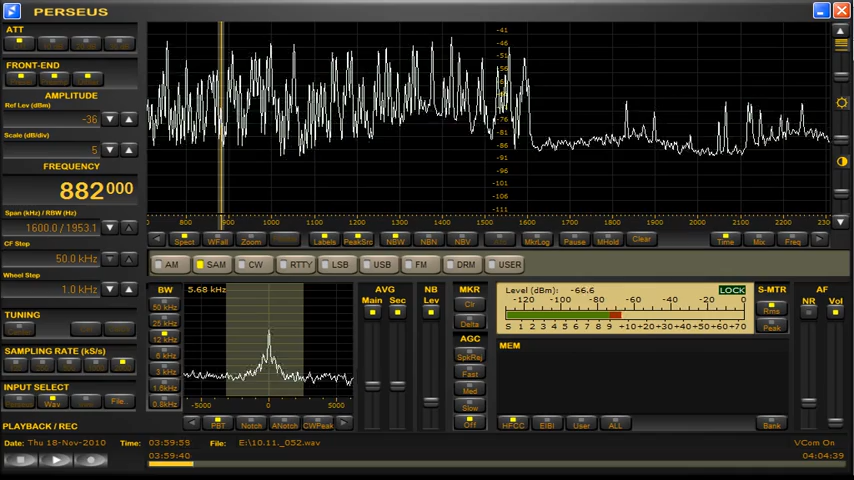 PERSEUS
ATT
FRONT-END
AMPLITUDE
Ref Lev (dBm)
-36
Scale (dB/div)
5
FREQUENCY
882000
Span (kHz) / RBW (Hz)
1600.0 / 1953.1
CF Step
50.0 kHz
Wheel Step
1.0 kHz
TUNING
SAMPLING RATE (kS/s)
INPUT SELECT
Wav File
PLAYBACK / REC
-41
-46
-51
-56
-76
-81
-86
-91
-96
-101
-106
-111
800 900 1000 1100 1200 1300 1400 1500 1600 1700 1800 1900 2000 2100 2200
Spect WFall Zoom Labels PeakSrc NBW NBN NBV MkrLog Pause MHold Clear Time Mix Freq
AM SAM CW RTTY LSB USB FM DRM USER
BW
50 kHz
25 kHz
12 kHz
6 kHz
3 kHz
1.6kHz
0.8kHz
5.68 kHz
-5000 0 5000
PBT Notch ANotch CWPeak
AVG
Main Sec
NB
Lev
MKR
Clr
Delta
AGC
SpkRaj
Fast
Med
Slow
Off
Level (dBm): -66.6 LOCK
-120 -100 -80 -60 -40 -20 0
S 1 2 3 4 5 6 7 8 9 +10+20+30+40+50+60+70
S-MTR
Rms
Peak
AF
NR Vol
MEM
HFCC EIBI User ALL Bank
Date: Thu 18-Nov-2010 Time: 03:59:59 File: E:\10.11._052.wav VCom On
03:59:40 04:04:39